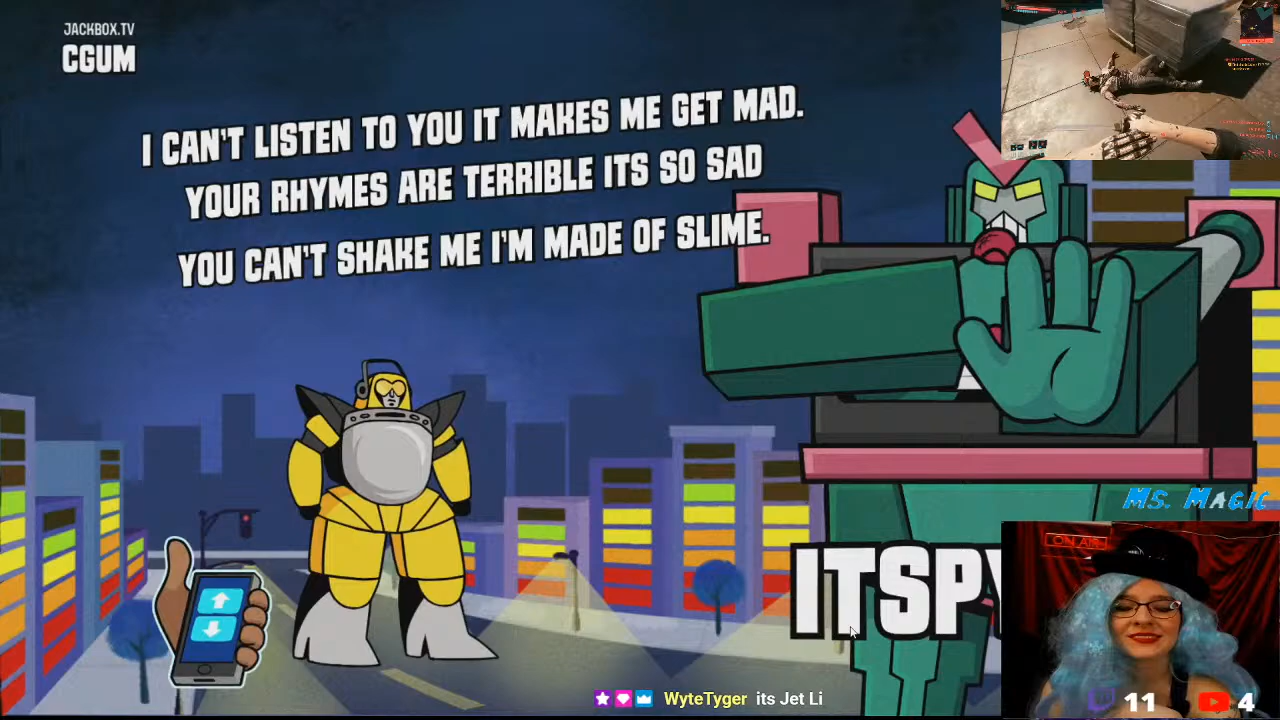 JACKBOX.TV
CGUM
I CAN'T LISTEN TO YOU IT MAKES ME GET MAD.
YOUR RHYMES ARE TERRIBLE ITS SO SAD
YOU CAN'T SHAKE ME I'M MADE OF SLIME.
MS. MAGIC
ON AIR
ITSPY
WyteTyger its Jet Li
11
4